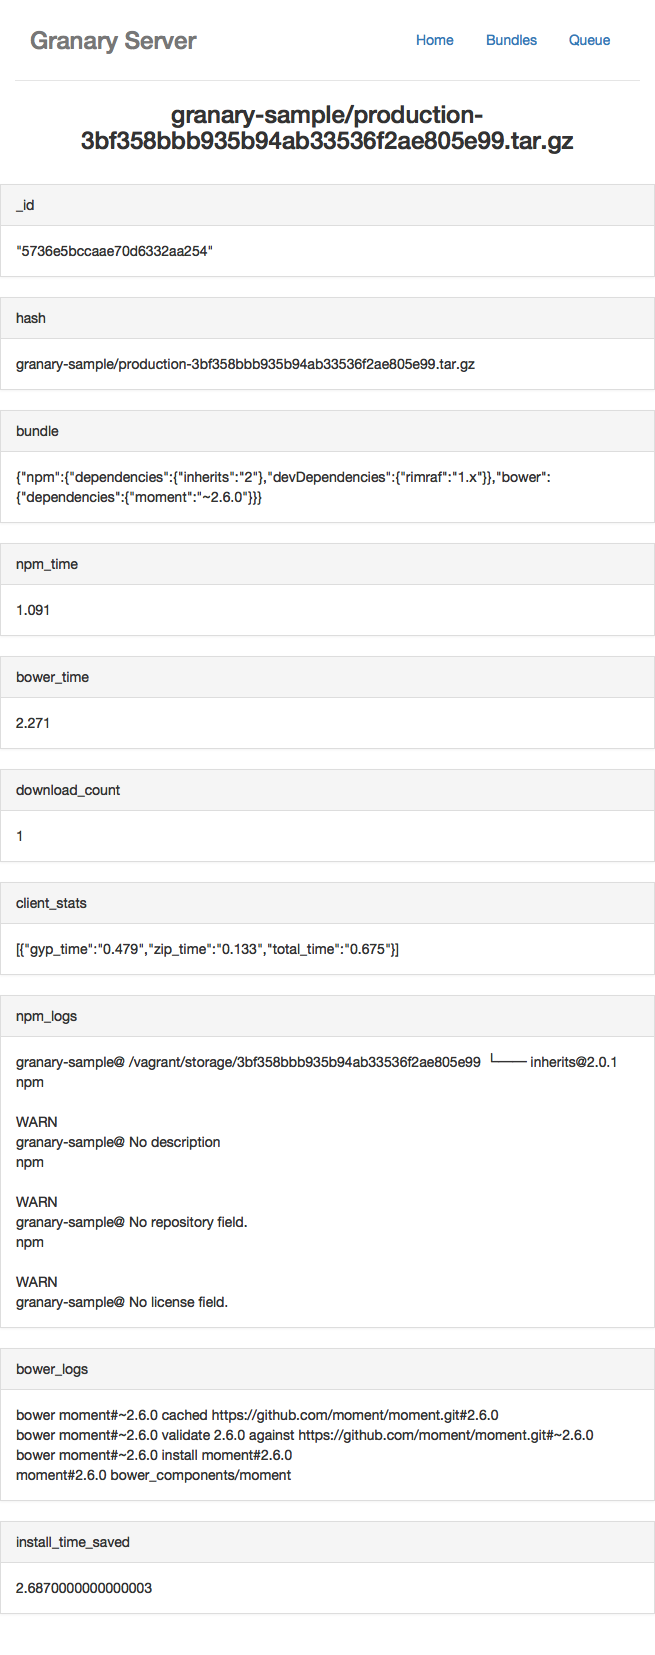 Granary Server
Home Bundles Queue
granary-sample/production-
3bf358bbb935b94ab33536f2ae805e99.tar.gz
_id
"5736e5bccaae70d6332aa254"
hash
granary-sample/production-3bf358bbb935b94ab33536f2ae805e99.tar.gz
bundle
{"npm":{"dependencies":{"inherits":"2"},"devDependencies":{"rimraf":"1.x"}},"bower":
{"dependencies":{"moment":"~2.6.0"}}}
npm_time
1.091
bower_time
2.271
download_count
1
client_stats
[{"gyp_time":"0.479","zip_time":"0.133","total_time":"0.675"}]
npm_logs
granary-sample@ /vagrant/storage/3bf358bbb935b94ab33536f2ae805e99 └── inherits@2.0.1
npm
WARN
granary-sample@ No description
npm
WARN
granary-sample@ No repository field.
npm
WARN
granary-sample@ No license field.
bower_logs
bower moment#~2.6.0 cached https://github.com/moment/moment.git#2.6.0
bower moment#~2.6.0 validate 2.6.0 against https://github.com/moment/moment.git#~2.6.0
bower moment#~2.6.0 install moment#2.6.0
moment#2.6.0 bower_components/moment
install_time_saved
2.6870000000000003